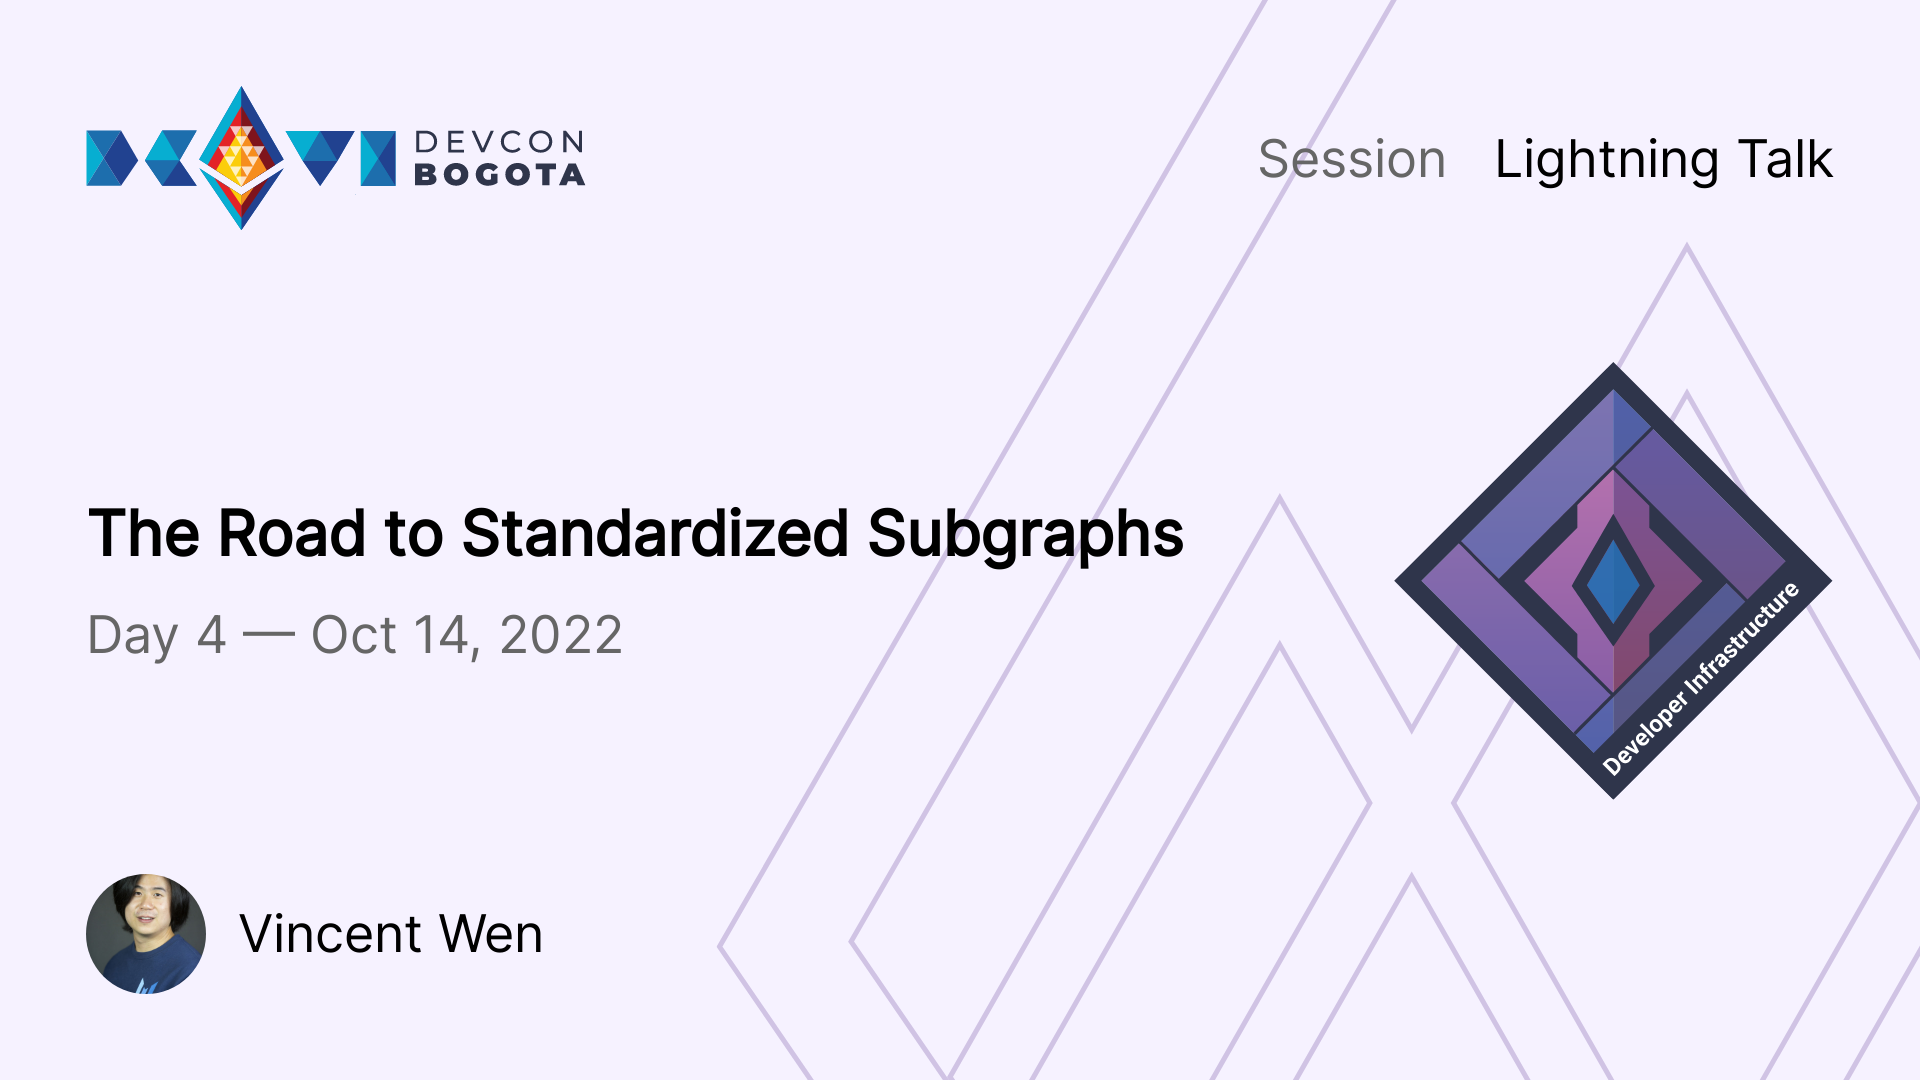 DEVCON
BOGOTA
Session Lightning Talk
The Road to Standardized Subgraphs
Day 4 — Oct 14, 2022
Developer Infrastructure
Vincent Wen